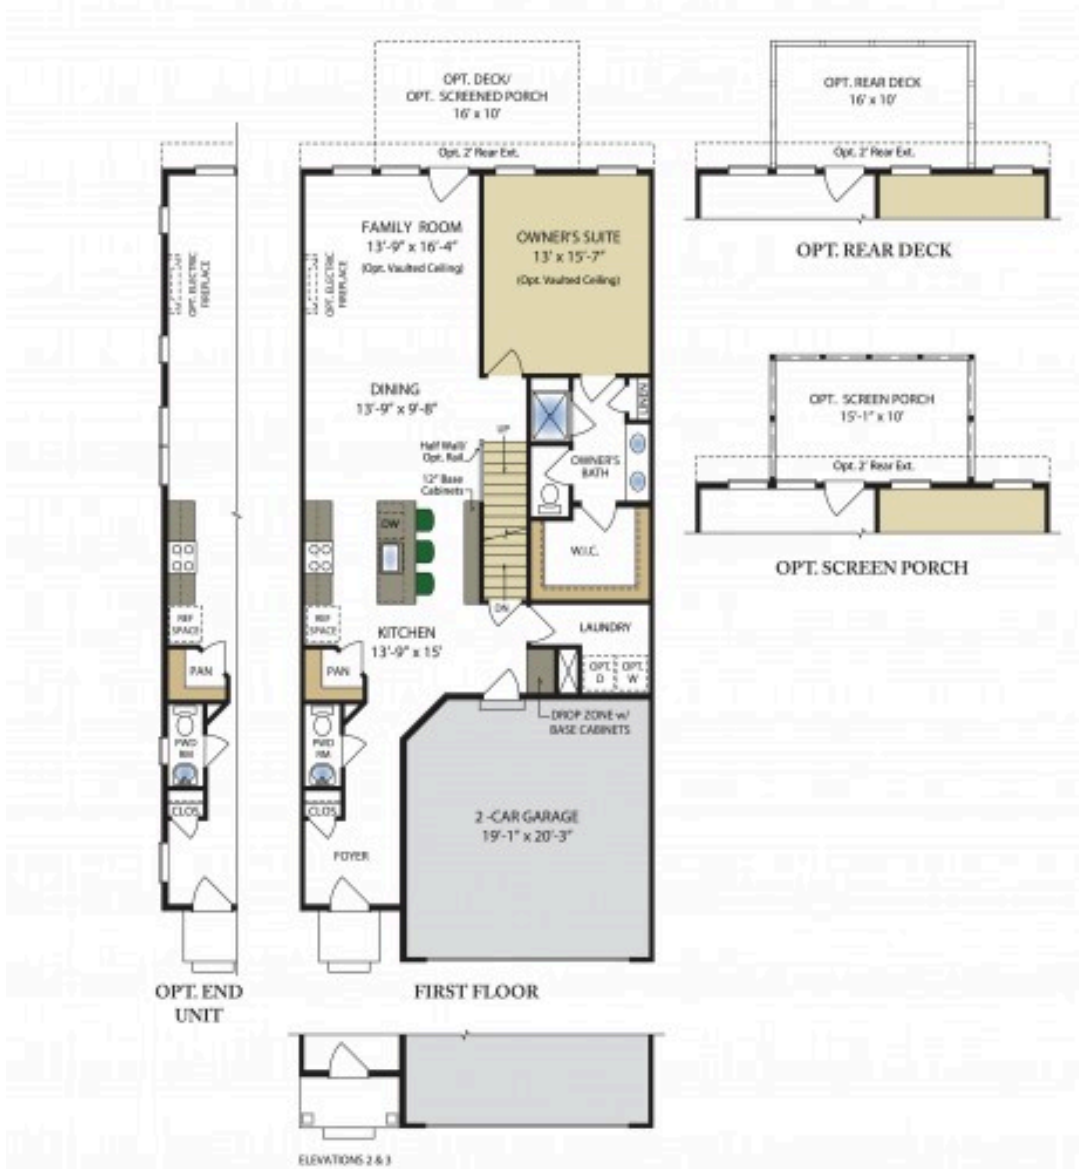 OPT. DECK/
OPT. SCREENED PORCH
16' x 10'
Opt. 2' Rear Ext.
FAMILY ROOM
13'-9" x 16'-4"
(Opt. Vaulted Ceiling)
OPT. ELECTRIC
FIREPLACE
OWNER'S SUITE
13' x 15'-7"
(Opt. Vaulted Ceiling)
DINING
13'-9" x 9'-8"
UP
Half Wall/
Opt. Rail
12" Base
Cabinets
LINEN
OWNER'S
BATH
W.I.C.
DW
REF
SPACE
KITCHEN
13'-9" x 15'
DN
LAUNDRY
OPT.
D
OPT.
W
PAN
DROP ZONE w/
BASE CABINETS
PWD
RM
CLOS
FOYER
2 -CAR GARAGE
19'-1" x 20'-3"
FIRST FLOOR
OPT. ELECTRIC
FIREPLACE
REF
SPACE
PAN
PWD
RM
CLOS
OPT. END
UNIT
OPT. REAR DECK
16' x 10'
Opt. 2' Rear Ext.
OPT. REAR DECK
OPT. SCREEN PORCH
15'-1" x 10'
Opt. 2' Rear Ext.
OPT. SCREEN PORCH
ELEVATIONS 2 & 3